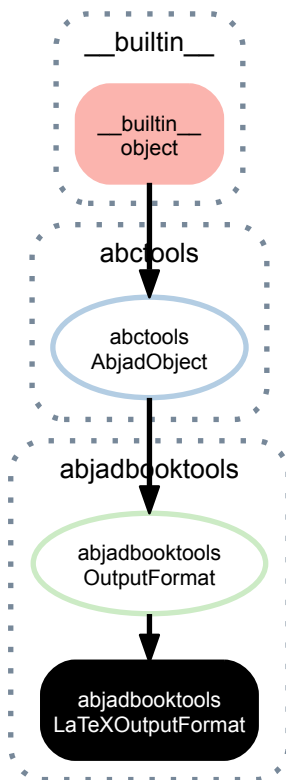 __builtin__
__builtin__
object
abctools
abctools
AbjadObject
abjadbooktools
abjadbooktools
OutputFormat
abjadbooktools
LaTeXOutputFormat